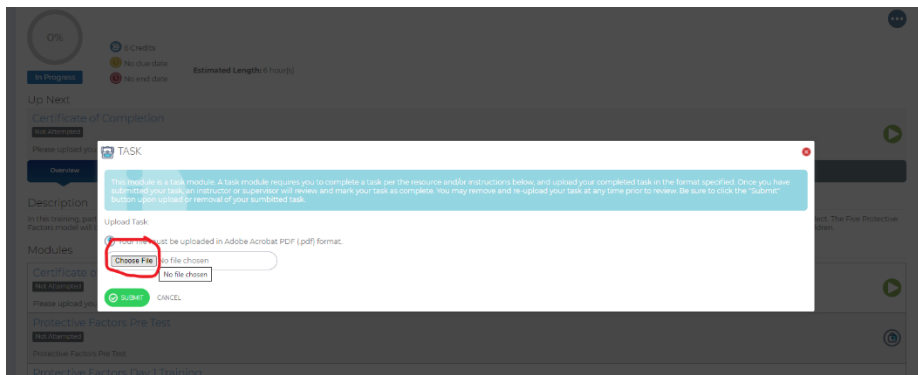 0%
0 Credits
No due date
Estimated Length: 6 hour(s)
In Progress
No end date
Up Next
Certificate of Completion
Not Attempted
Please upload you
TASK
Overview
This module is a task module. A task module requires you to complete a task per the resource and/or instructions below, and upload your completed task in the format specified. Once you have
submitted your task, an instructor or supervisor will review and mark your task as complete. You may remove and re-upload your task at any time prior to review. Be sure to click the "Submit"
button upon upload or removal of your sumbitted task.
Description
In this training, part
ect. The Five Protective
Factors model will
Upload Task:
Your file must be uploaded in Adobe Acrobat PDF (.pdf) format.
Modules
Choose File No file chosen
No file chosen
Certificate o
Not Attempted
Please upload you
SUBMIT CANCEL
Protective Factors Pre Test
Not Attempted
Protective Factors Pre Test
Protective Factors Day 1 Training